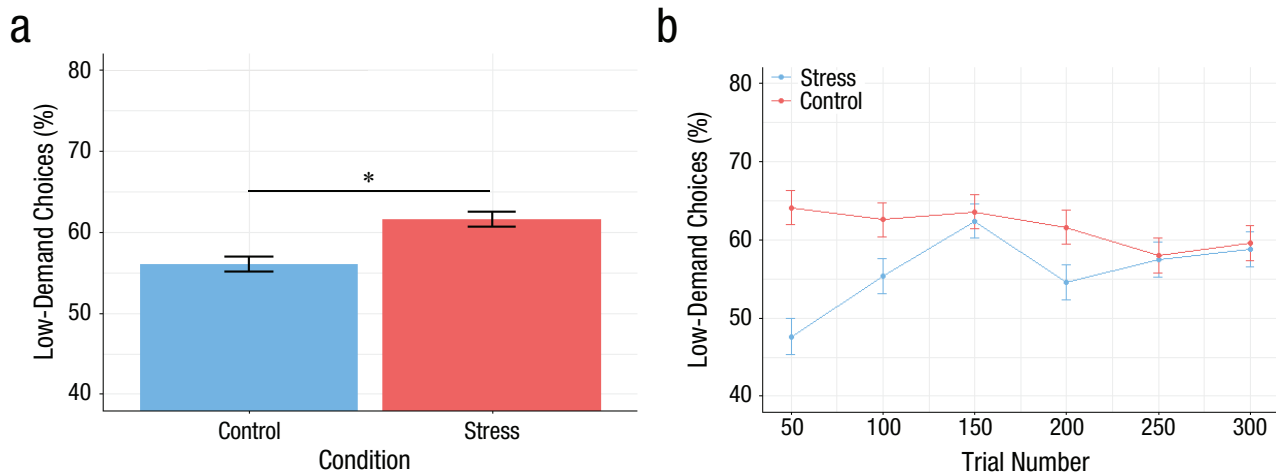 a
Low-Demand Choices (%)
80
70
60
50
40
*
Control
Stress
Condition
b
Low-Demand Choices (%)
80
70
60
50
40
Stress
Control
50
100
150
200
250
300
Trial Number